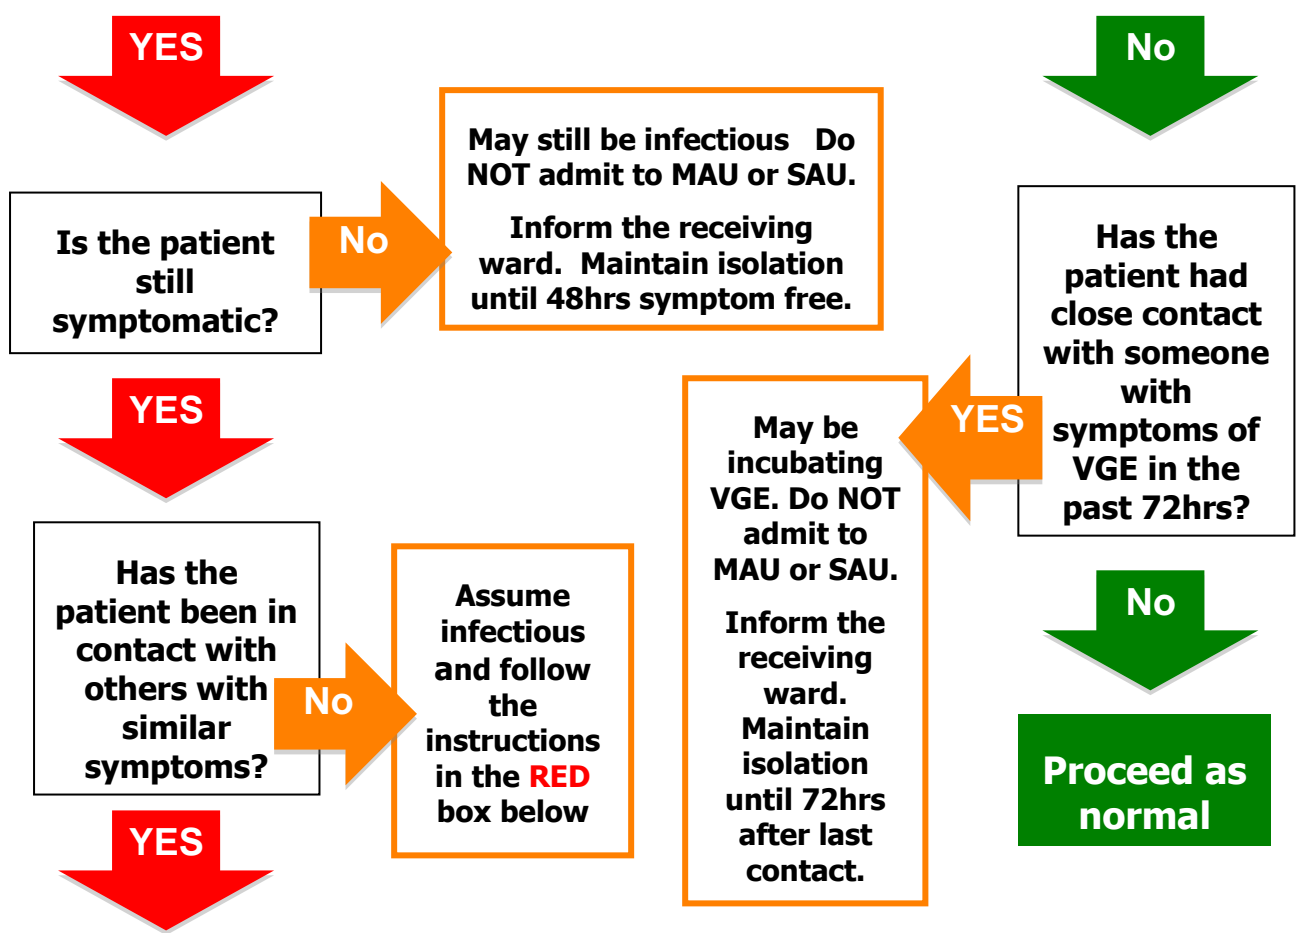 YES
No
May still be infectious   Do
NOT admit to MAU or SAU.
Inform the receiving
ward.  Maintain isolation
until 48hrs symptom free.
Is the patient
still
symptomatic?
No
Has the
patient had
close contact
with someone
with
symptoms of
VGE in the
past 72hrs?
YES
YES
May be
incubating
VGE. Do NOT
admit to
MAU or SAU.
Inform the
receiving
ward.
Maintain
isolation
until 72hrs
after last
contact.
Has the
patient been in
contact with
others with
similar
symptoms?
No
Assume
infectious
and follow
the
instructions
in the RED
box below
No
Proceed as
normal
YES